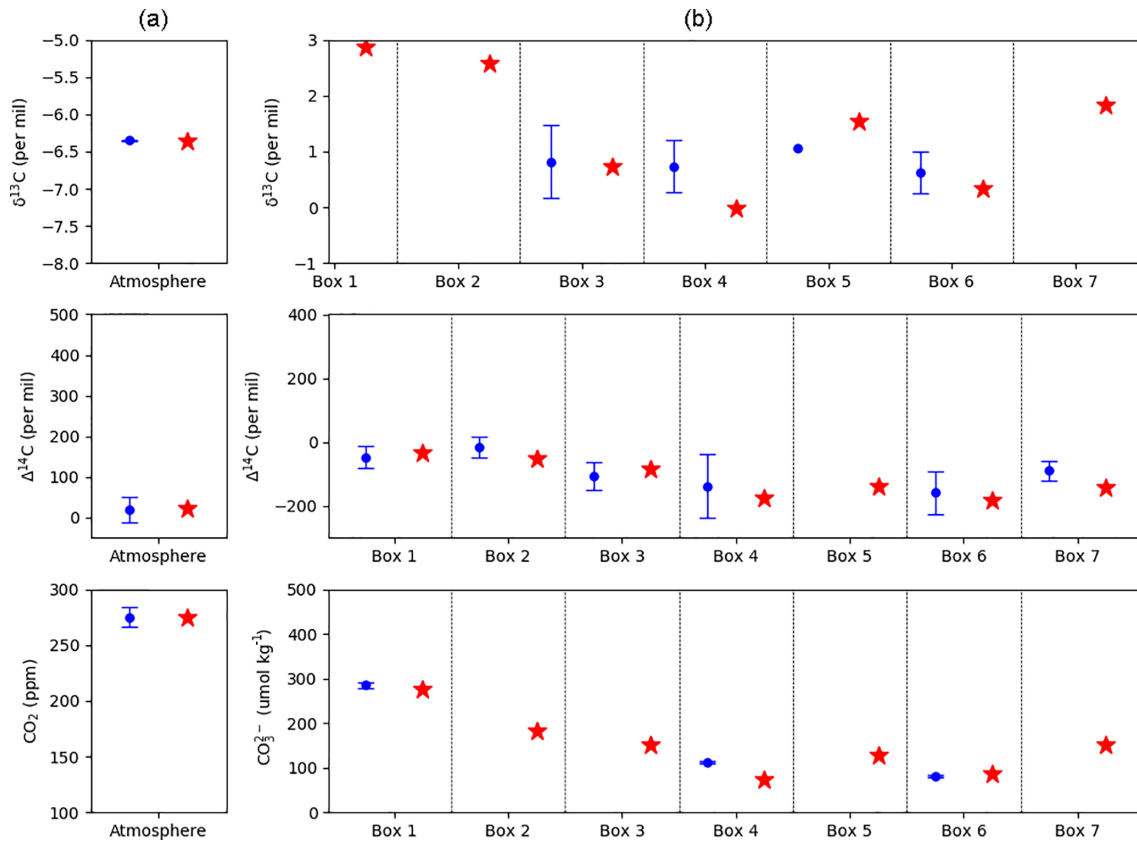 (a) (b)
−5.0
−5.5
−6.0
−6.5
−7.0
−7.5
−8.0
δ¹³C (per mil)
Atmosphere
3
2
1
0
−1
δ¹³C (per mil)
Box 1 Box 2 Box 3 Box 4 Box 5 Box 6 Box 7
500
400
300
200
100
0
Δ¹⁴C (per mil)
Atmosphere
400
200
0
−200
Δ¹⁴C (per mil)
Box 1 Box 2 Box 3 Box 4 Box 5 Box 6 Box 7
300
250
200
150
100
CO₂ (ppm)
Atmosphere
500
400
300
200
100
0
CO₃²⁻ (umol kg⁻¹)
Box 1 Box 2 Box 3 Box 4 Box 5 Box 6 Box 7